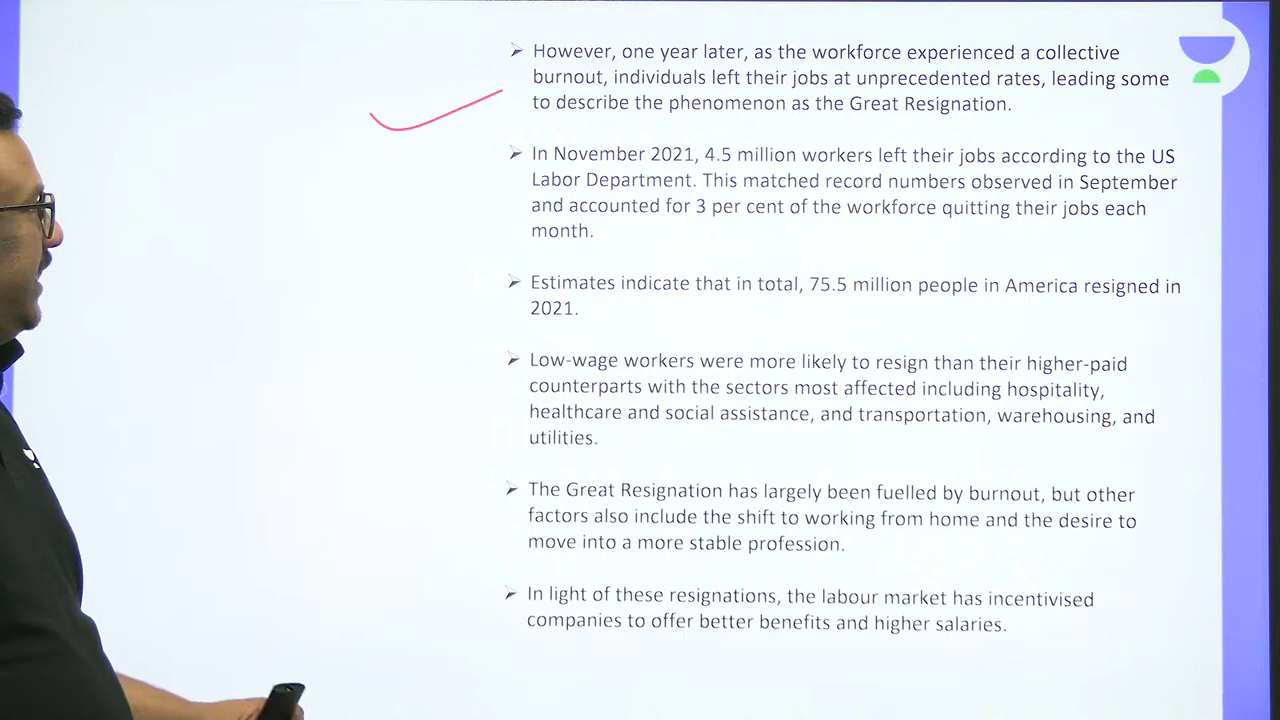 However, one year later, as the workforce experienced a collective
burnout, individuals left their jobs at unprecedented rates, leading some
to describe the phenomenon as the Great Resignation.
In November 2021, 4.5 million workers left their jobs according to the US
Labor Department. This matched record numbers observed in September
and accounted for 3 per cent of the workforce quitting their jobs each
month.
Estimates indicate that in total, 75.5 million people in America resigned in
2021.
Low-wage workers were more likely to resign than their higher-paid
counterparts with the sectors most affected including hospitality,
healthcare and social assistance, and transportation, warehousing, and
utilities.
The Great Resignation has largely been fuelled by burnout, but other
factors also include the shift to working from home and the desire to
move into a more stable profession.
In light of these resignations, the labour market has incentivised
companies to offer better benefits and higher salaries.